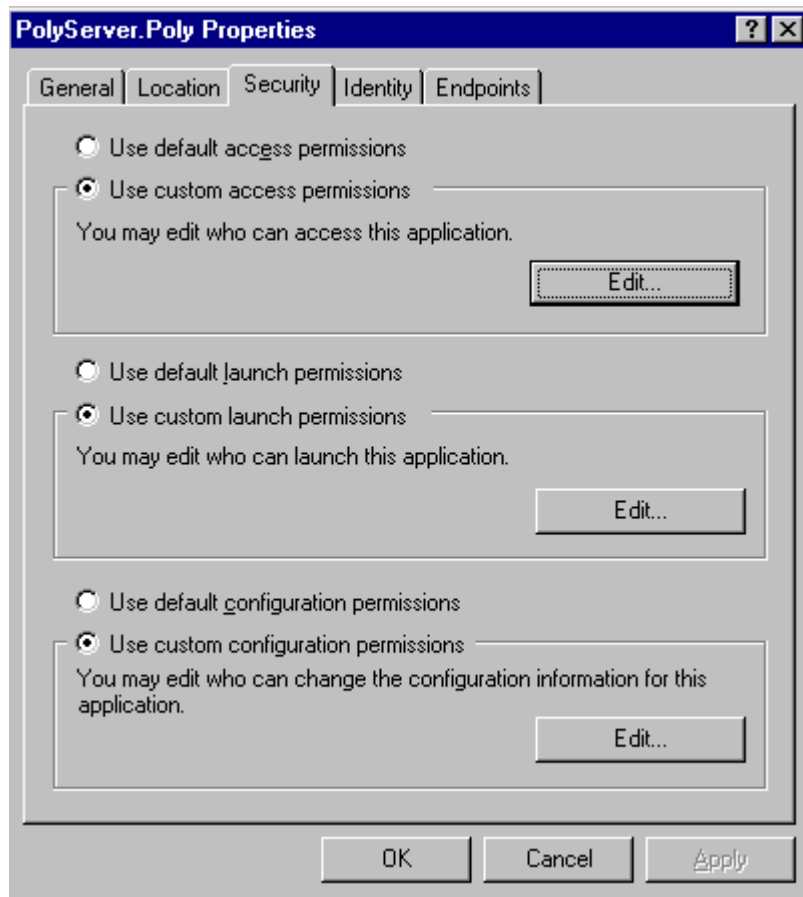 PolyServer.Poly Properties
General Location Security Identity Endpoints
Use default access permissions
Use custom access permissions
You may edit who can access this application.
Edit...
Use default launch permissions
Use custom launch permissions
You may edit who can launch this application.
Edit...
Use default configuration permissions
Use custom configuration permissions
You may edit who can change the configuration information for this
application.
Edit...
OK Cancel Apply